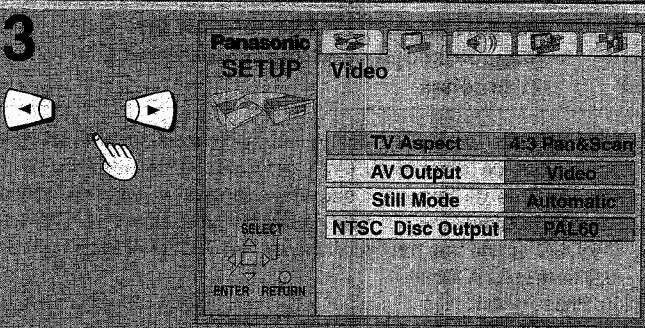 3
Panasonic
SETUP
Video
TV Aspect 4:3 Pan&Scan
AV Output Video
Still Mode Automatic
NTSC Disc Output PAL60
SELECT
ENTER RETURN